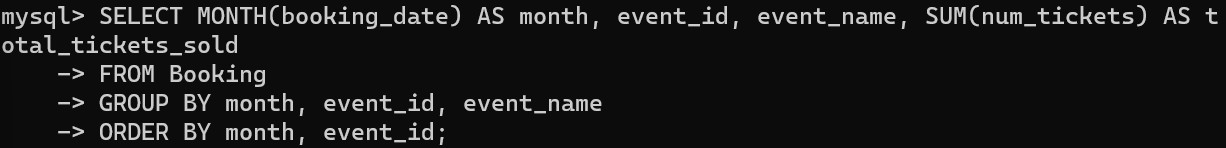 mysql> SELECT MONTH(booking_date) AS month, event_id, event_name, SUM(num_tickets) AS t
otal_tickets_sold
    -> FROM Booking
    -> GROUP BY month, event_id, event_name
    -> ORDER BY month, event_id;